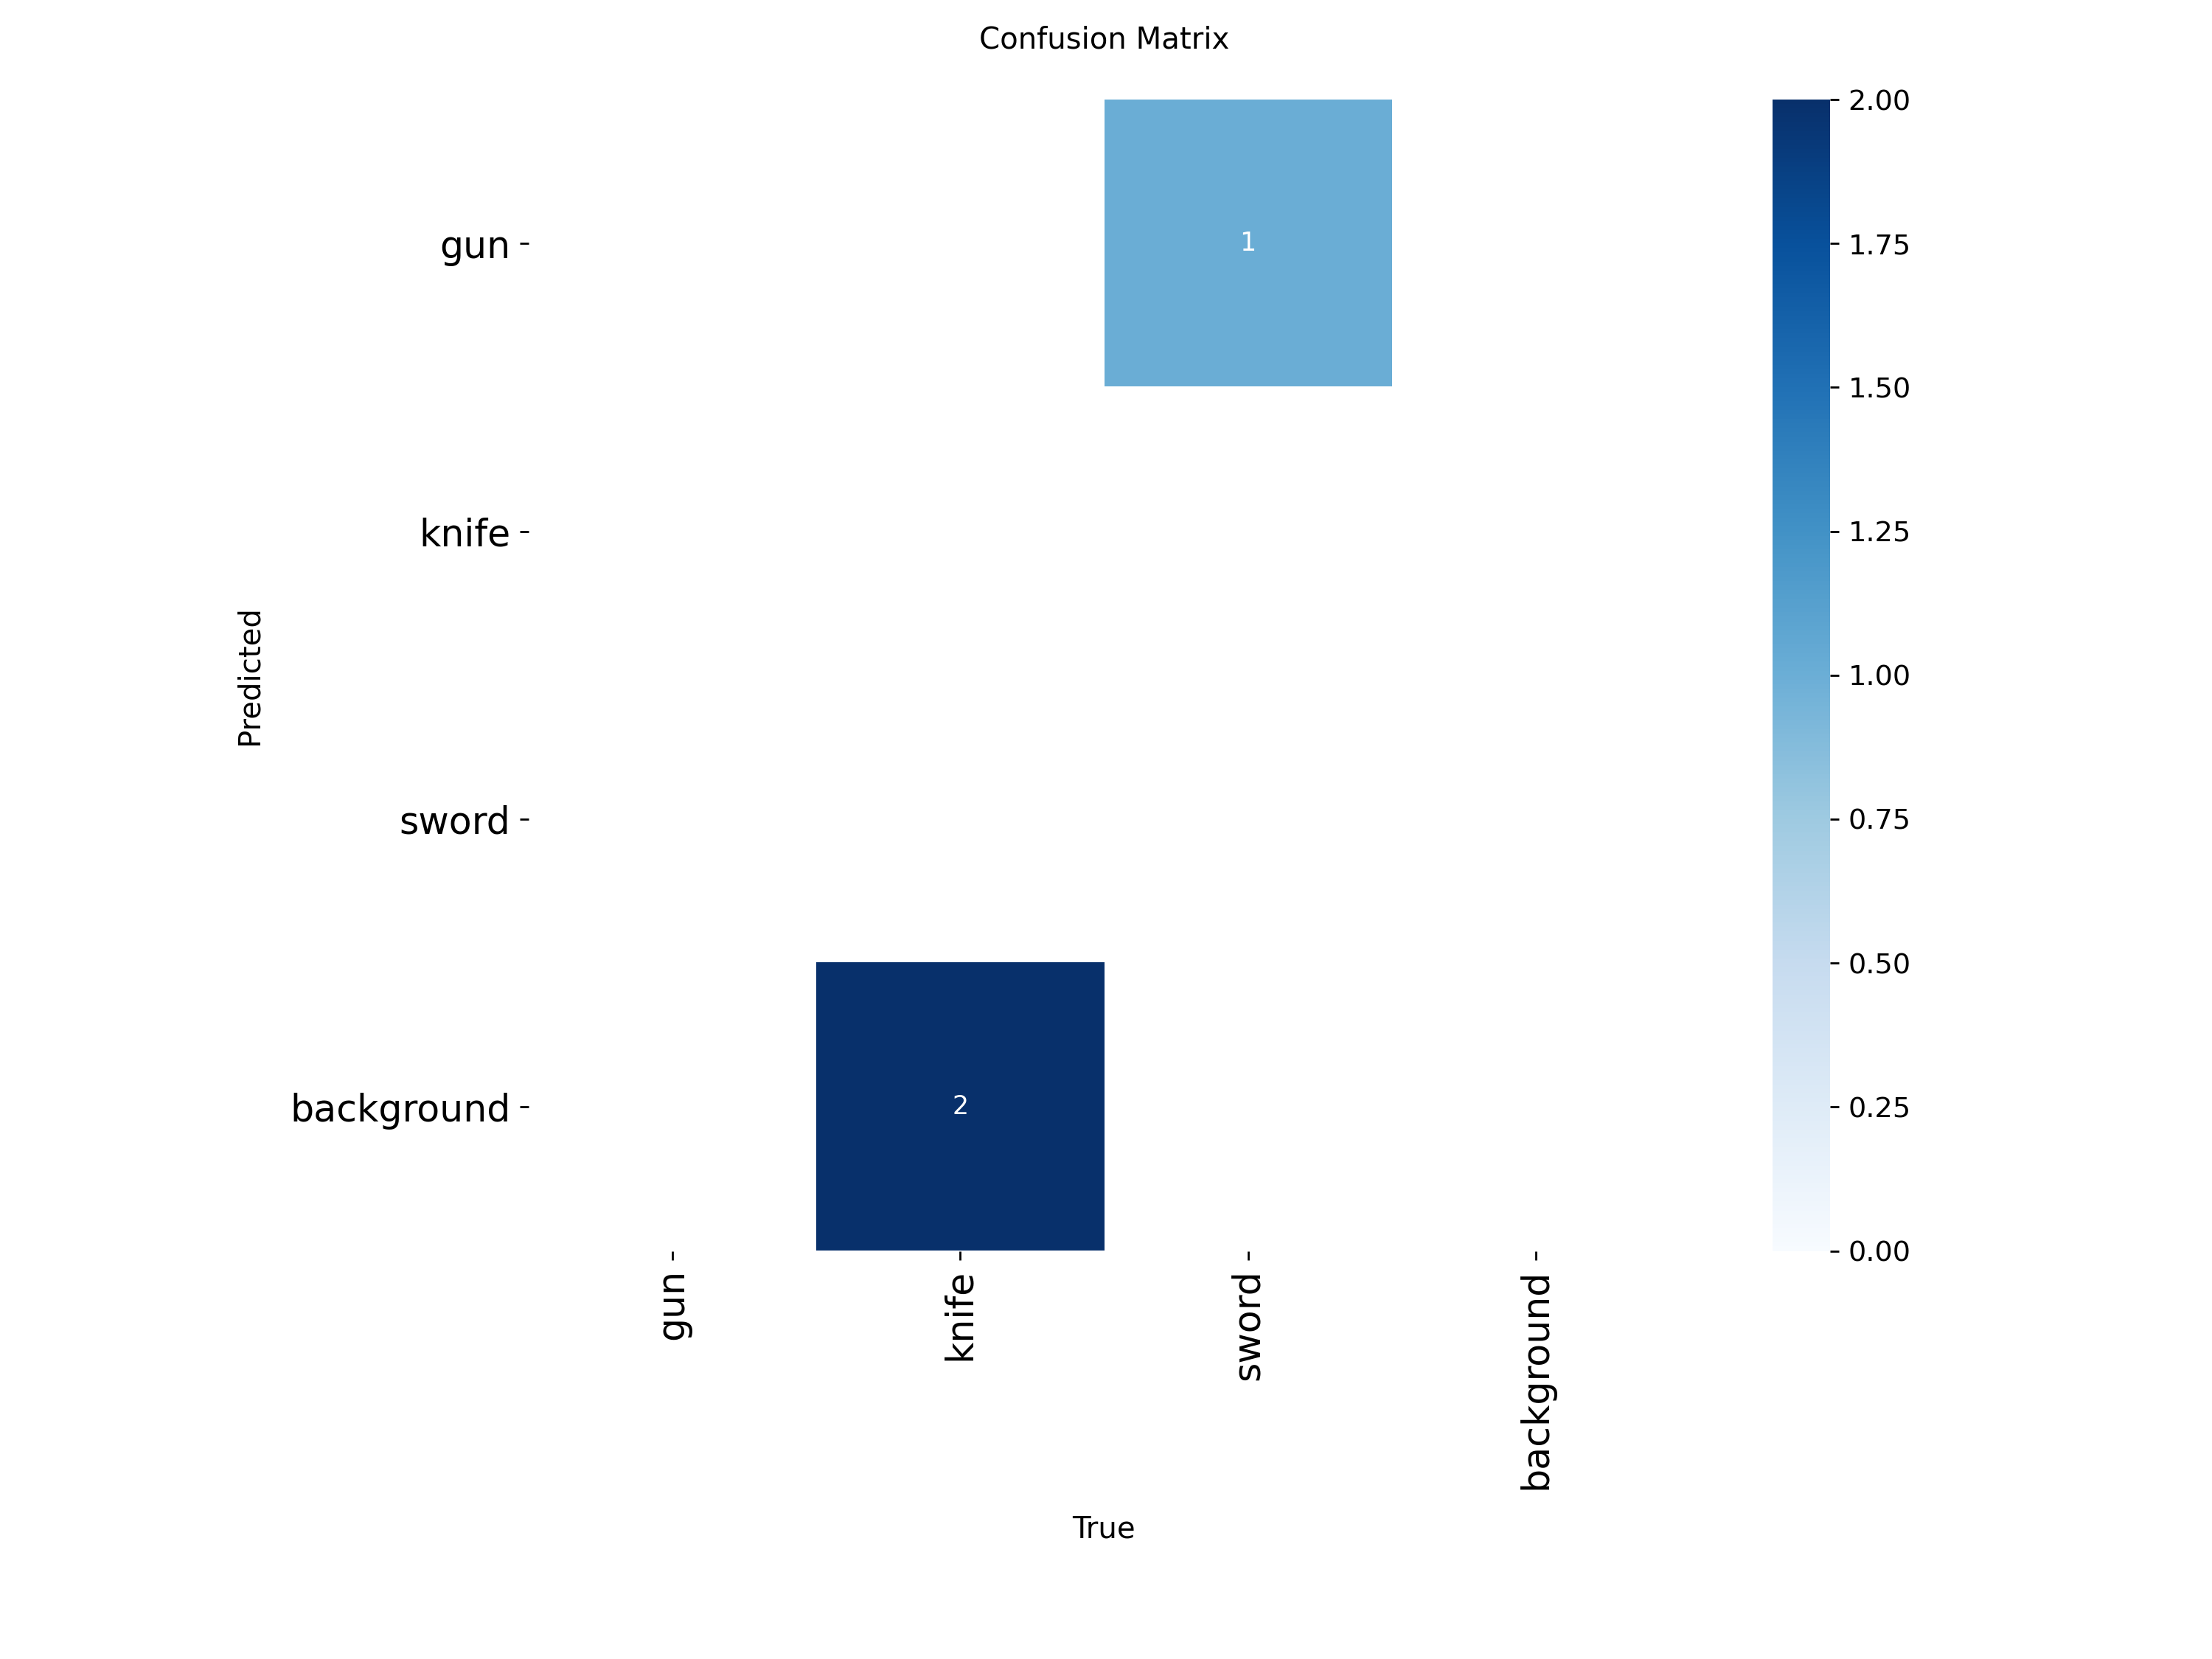 Confusion Matrix
gun
knife
sword
background
Predicted
1
2
gun
knife
sword
background
True
2.00
1.75
1.50
1.25
1.00
0.75
0.50
0.25
0.00